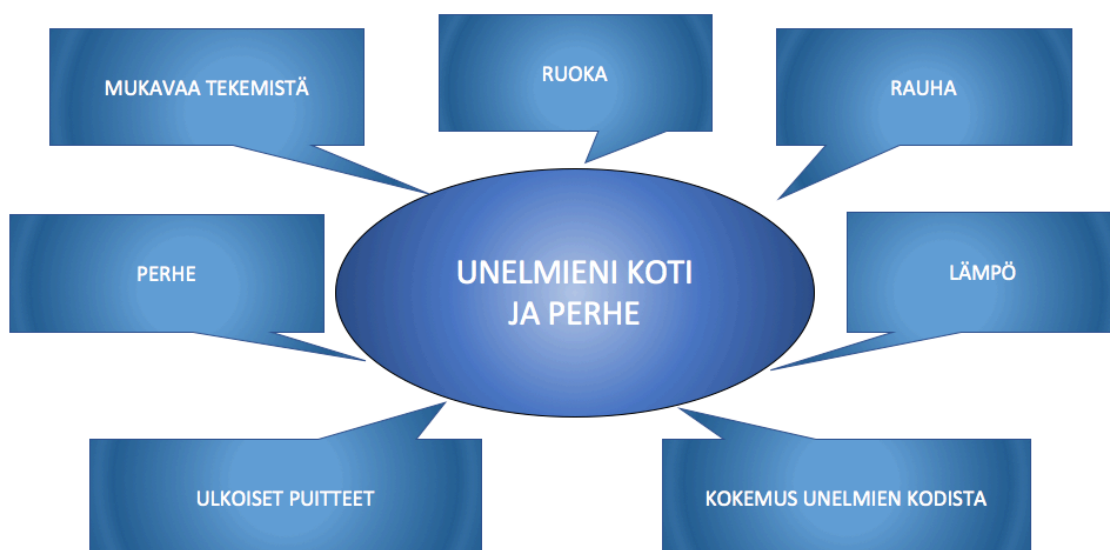 MUKAVAA TEKEMISTÄ
RUOKA
RAUHA
PERHE
UNELMIENI KOTI
JA PERHE
LÄMPÖ
ULKOISET PUITTEET
KOKEMUS UNELMIEN KODISTA